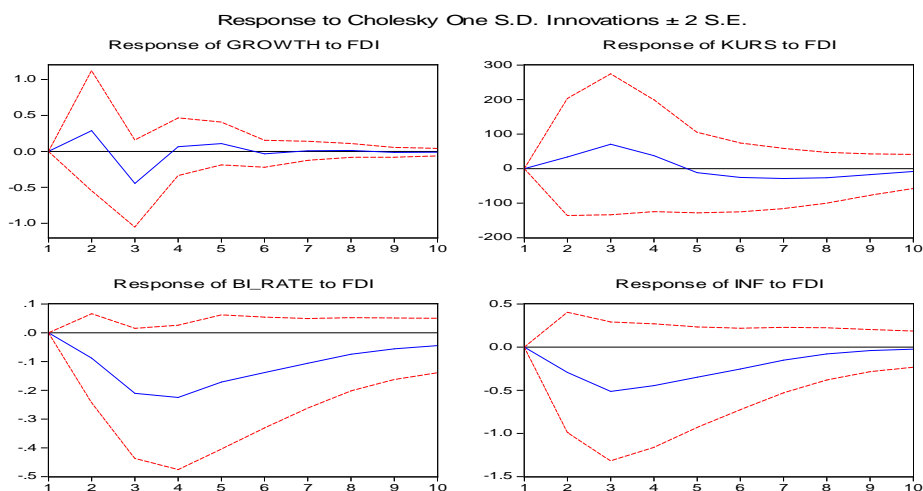 Response to Cholesky One S.D. Innovations ± 2 S.E.
Response of GROWTH to FDI
1.0
0.5
0.0
-0.5
-1.0
1 2 3 4 5 6 7 8 9 10
Response of KURS to FDI
300
200
100
0
-100
-200
1 2 3 4 5 6 7 8 9 10
Response of BI_RATE to FDI
.1
.0
-.1
-.2
-.3
-.4
-.5
1 2 3 4 5 6 7 8 9 10
Response of INF to FDI
0.5
0.0
-0.5
-1.0
-1.5
1 2 3 4 5 6 7 8 9 10